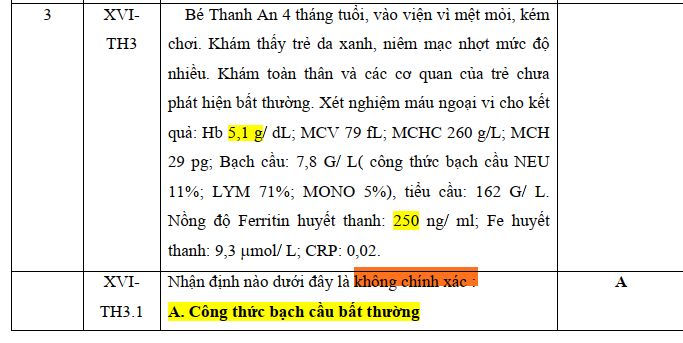 3
XVI-
TH3
Bé Thanh An 4 tháng tuổi, vào viện vì mệt mỏi, kém
chơi. Khám thấy trẻ da xanh, niêm mạc nhợt mức độ
nhiều. Khám toàn thân và các cơ quan của trẻ chưa
phát hiện bất thường. Xét nghiệm máu ngoại vi cho kết
quả: Hb 5,1 g/ dL; MCV 79 fL; MCHC 260 g/L; MCH
29 pg; Bạch cầu: 7,8 G/ L( công thức bạch cầu NEU
11%; LYM 71%; MONO 5%), tiểu cầu: 162 G/ L.
Nồng độ Ferritin huyết thanh: 250 ng/ ml; Fe huyết
thanh: 9,3 μmol/ L; CRP: 0,02.
XVI-
TH3.1
Nhận định nào dưới đây là không chính xác :
A. Công thức bạch cầu bất thường
A